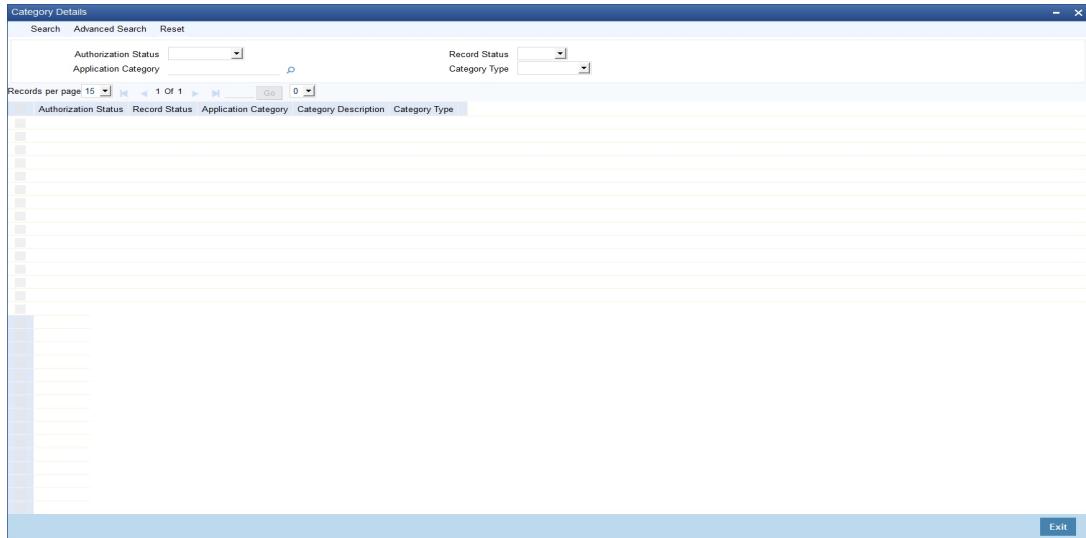 Category Details
Search Advanced Search Reset
Authorization Status Record Status
Application Category Category Type
Records per page 15 1 Of 1 Go 0
Authorization Status Record Status Application Category Category Description Category Type
Exit